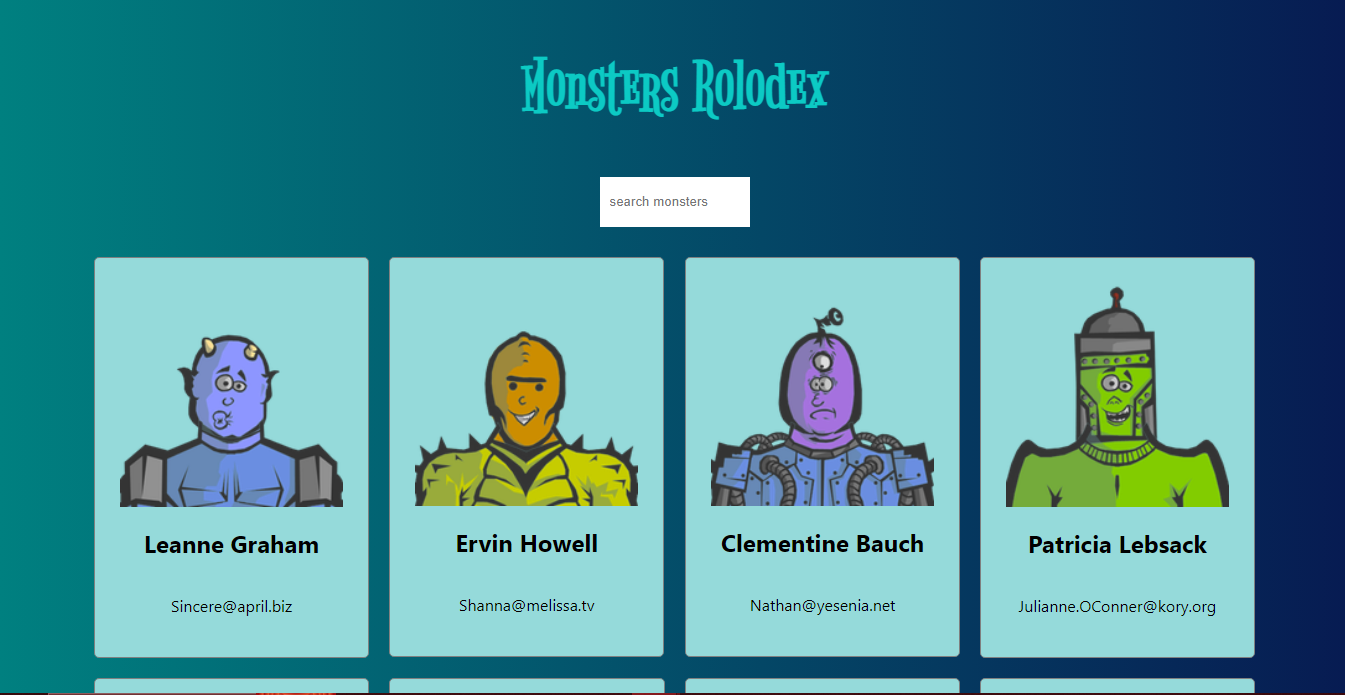 Monsters Rolodex
search monsters
Leanne Graham
Ervin Howell
Clementine Bauch
Patricia Lebsack
Sincere@april.biz
Shanna@melissa.tv
Nathan@yesenia.net
Julianne.OConner@kory.org